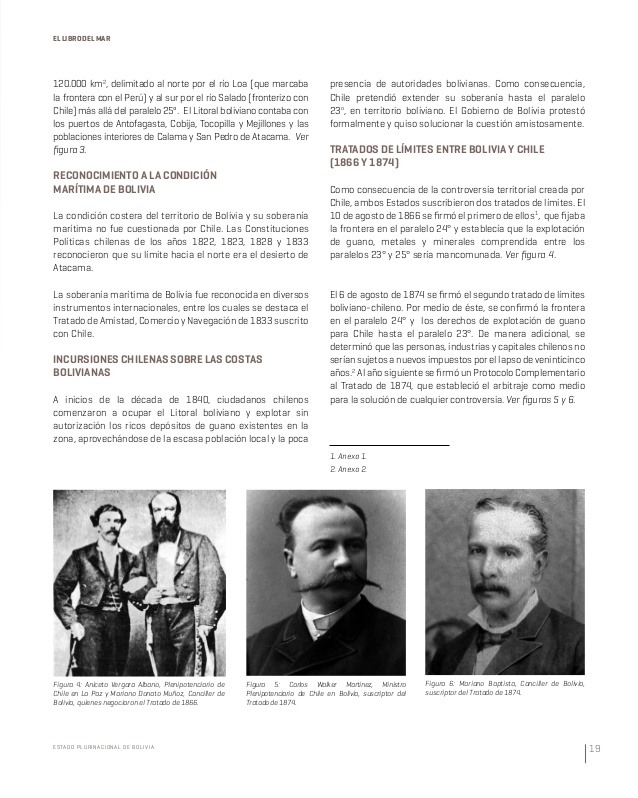 EL LIBRO DEL MAR
120.000 km², delimitado al norte por el río Loa (que marcaba
la frontera con el Perú) y al sur por el río Salado (fronterizo con
Chile) más allá del paralelo 25°. El Litoral boliviano contaba con
los puertos de Antofagasta, Cobija, Tocopilla y Mejillones y las
poblaciones interiores de Calama y San Pedro de Atacama. Ver
figura 3.
RECONOCIMIENTO A LA CONDICIÓN
MARÍTIMA DE BOLIVIA
La condición costera del territorio de Bolivia y su soberanía
marítima no fue cuestionada por Chile. Las Constituciones
Políticas chilenas de los años 1822, 1823, 1828 y 1833
reconocieron que su límite hacia el norte era el desierto de
Atacama.
La soberanía marítima de Bolivia fue reconocida en diversos
instrumentos internacionales, entre los cuales se destaca el
Tratado de Amistad, Comercio y Navegación de 1833 suscrito
con Chile.
INCURSIONES CHILENAS SOBRE LAS COSTAS
BOLIVIANAS
A inicios de la década de 1840, ciudadanos chilenos
comenzaron a ocupar el Litoral boliviano y explotar sin
autorización los ricos depósitos de guano existentes en la
zona, aprovechándose de la escasa población local y la poca
presencia de autoridades bolivianas. Como consecuencia,
Chile pretendió extender su soberanía hasta el paralelo
23°, en territorio boliviano. El Gobierno de Bolivia protestó
formalmente y quiso solucionar la cuestión amistosamente.
TRATADOS DE LÍMITES ENTRE BOLIVIA Y CHILE
(1866 Y 1874)
Como consecuencia de la controversia territorial creada por
Chile, ambos Estados suscribieron dos tratados de límites. El
10 de agosto de 1866 se firmó el primero de ellos¹, que fijaba
la frontera en el paralelo 24° y establecía que la explotación
de guano, metales y minerales comprendida entre los
paralelos 23° y 25° sería mancomunada. Ver figura 4.
El 6 de agosto de 1874 se firmó el segundo tratado de límites
boliviano-chileno. Por medio de éste, se confirmó la frontera
en el paralelo 24° y los derechos de explotación de guano
para Chile hasta el paralelo 23°. De manera adicional, se
determinó que las personas, industrias y capitales chilenos no
serían sujetos a nuevos impuestos por el lapso de veninticinco
años.² Al año siguiente se firmó un Protocolo Complementario
al Tratado de 1874, que estableció el arbitraje como medio
para la solución de cualquier controversia. Ver figuras 5 y 6.
1. Anexo 1.
2. Anexo 2.
Figura 4: Aniceto Vergara Albano, Plenipotenciario de
Chile en La Paz y Mariano Donato Muñoz, Canciller de
Bolivia, quienes negociaron el Tratado de 1866.
Figura 5: Carlos Walker Martínez, Ministro
Plenipotenciario de Chile en Bolivia, suscriptor del
Tratado de 1874.
Figura 6: Mariano Baptista, Canciller de Bolivia,
suscriptor del Tratado de 1874.
ESTADO PLURINACIONAL DE BOLIVIA
19